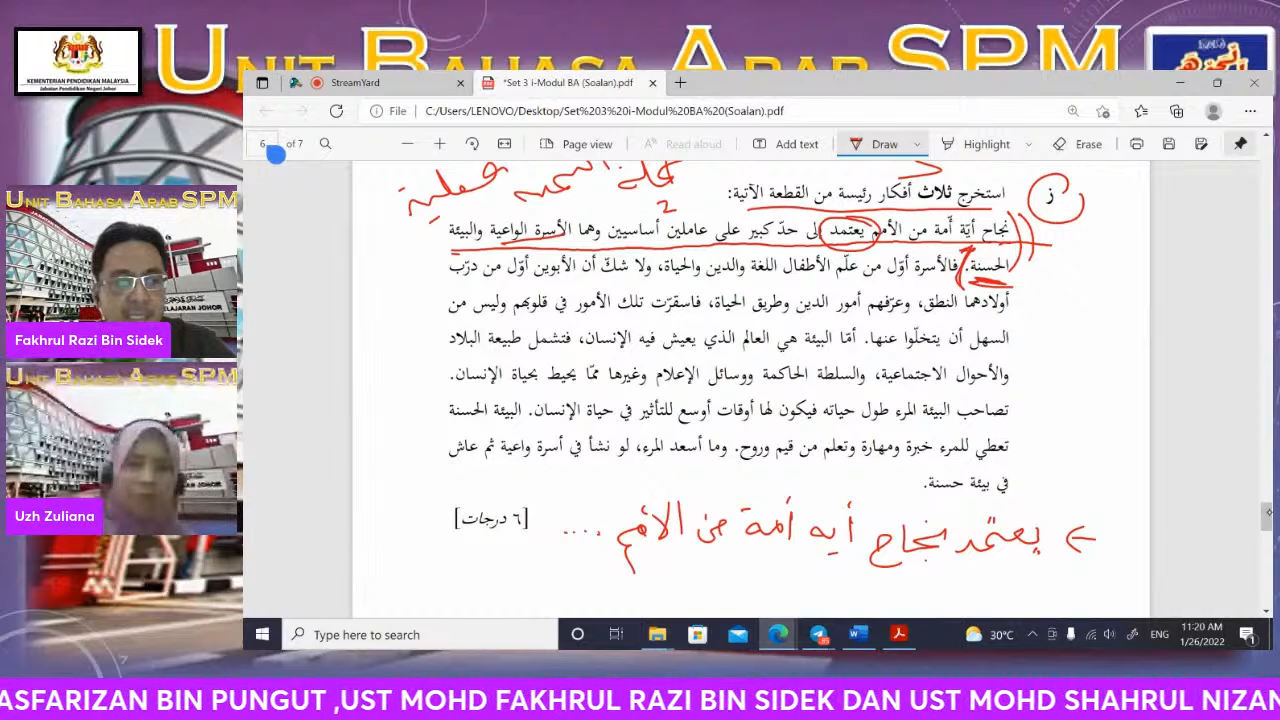 UNIT BAHASA ARAB SPM
KEMENTERIAN PENDIDIKAN MALAYSIA
Jabatan Pendidikan Negeri Johor
StreamYard
i-Modul BA (Soalan).pdf
File
C:/Users/LENOVO/Desktop/Set%203%20i-Modul%20BA%20(Soalan).pdf
6 of 7
Page view
Read aloud
Add text
Draw
Highlight
Erase
ز
استخرج ثلاث أفكار رئيسة من القطعة الآتية:
نجاح أيّة أمة من الأمم يعتمد إلى حدّ كبير على عاملين أساسيين وهما الأسرة الواعية والبيئة
الحسنة. فالأسرة أوّل من علّم الأطفال اللغة والدين والحياة، ولا شكّ أن الأبوين أوّل من درّب
أولادهما النطق، وعرّفهم أمور الدين وطريق الحياة، فاستقرّت تلك الأمور في قلوبهم وليس من
السهل أن يتخلّوا عنها. أمّا البيئة هي العالم الذي يعيش فيه الإنسان، فتشمل طبيعة البلاد
والأحوال الاجتماعية، والسلطة الحاكمة ووسائل الإعلام وغيرها ممّا يحيط بحياة الإنسان.
تصاحب البيئة المرء طول حياته فيكون لها أوقات أوسع للتأثير في حياة الإنسان. البيئة الحسنة
تعطي للمرء خبرة ومهارة وتعلم من قيم وروح. وما أسعد المرء، لو نشأ في أسرة واعية ثم عاش
في بيئة حسنة.
[٦ درجات]
يعتمد نجاح أية أمة من الأمم ....
UNIT BAHASA ARAB SPM
Fakhrul Razi Bin Sidek
UNIT BAHASA ARAB SPM
Uzh Zuliana
Type here to search
30°C
ENG
11:20 AM
1/26/2022
ASFARIZAN BIN PUNGUT ,UST MOHD FAKHRUL RAZI BIN SIDEK DAN UST MOHD SHAHRUL NIZAN